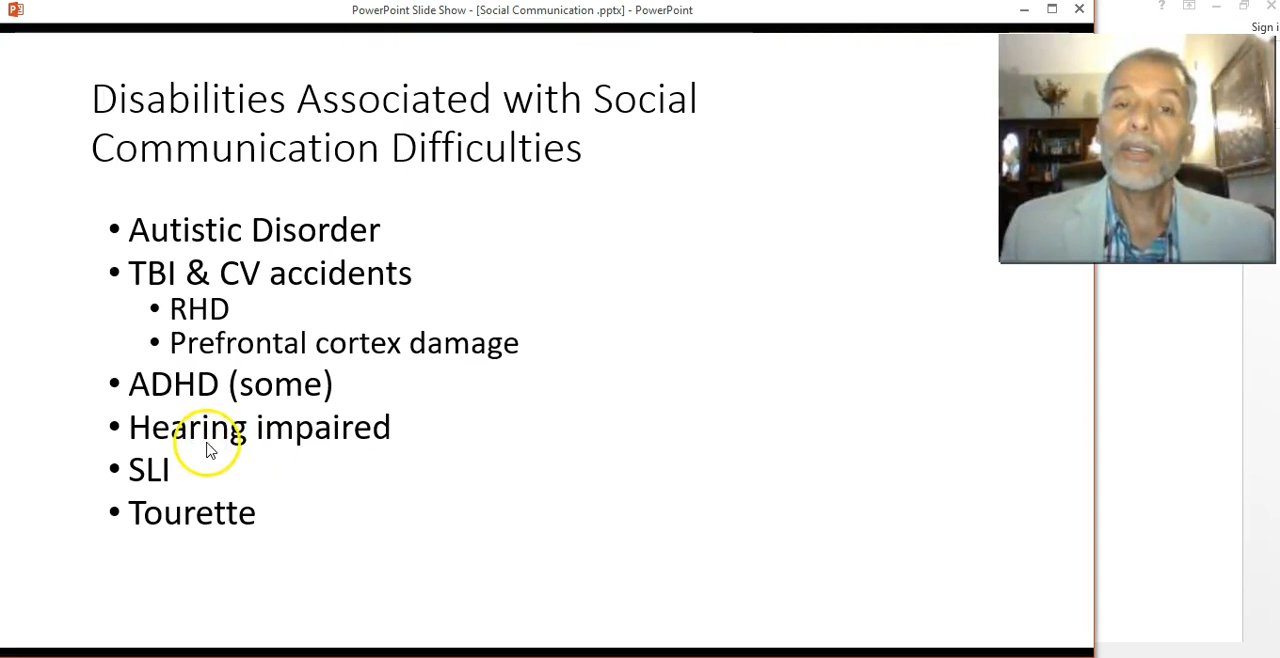 PowerPoint Slide Show - [Social Communication .pptx] - PowerPoint
Sign i
Disabilities Associated with Social
Communication Difficulties
• Autistic Disorder
• TBI & CV accidents
• RHD
• Prefrontal cortex damage
• ADHD (some)
• Hearing impaired
• SLI
• Tourette